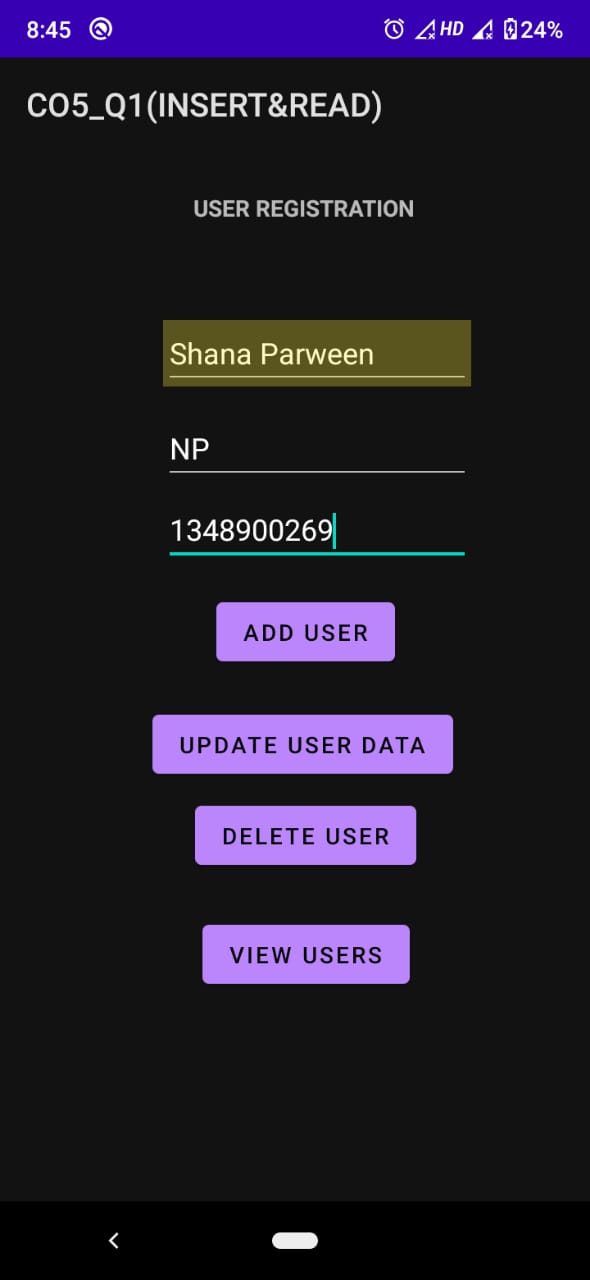 8:45 HD 24%
CO5_Q1(INSERT&READ)
USER REGISTRATION
Shana Parween
NP
1348900269
ADD USER
UPDATE USER DATA
DELETE USER
VIEW USERS